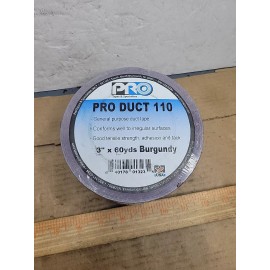 PRO
PRO DUCT 110
General purpose duct tape
Conforms well to irregular surfaces
Good tensile strength, adhesion and tear
3" x 60yds Burgundy